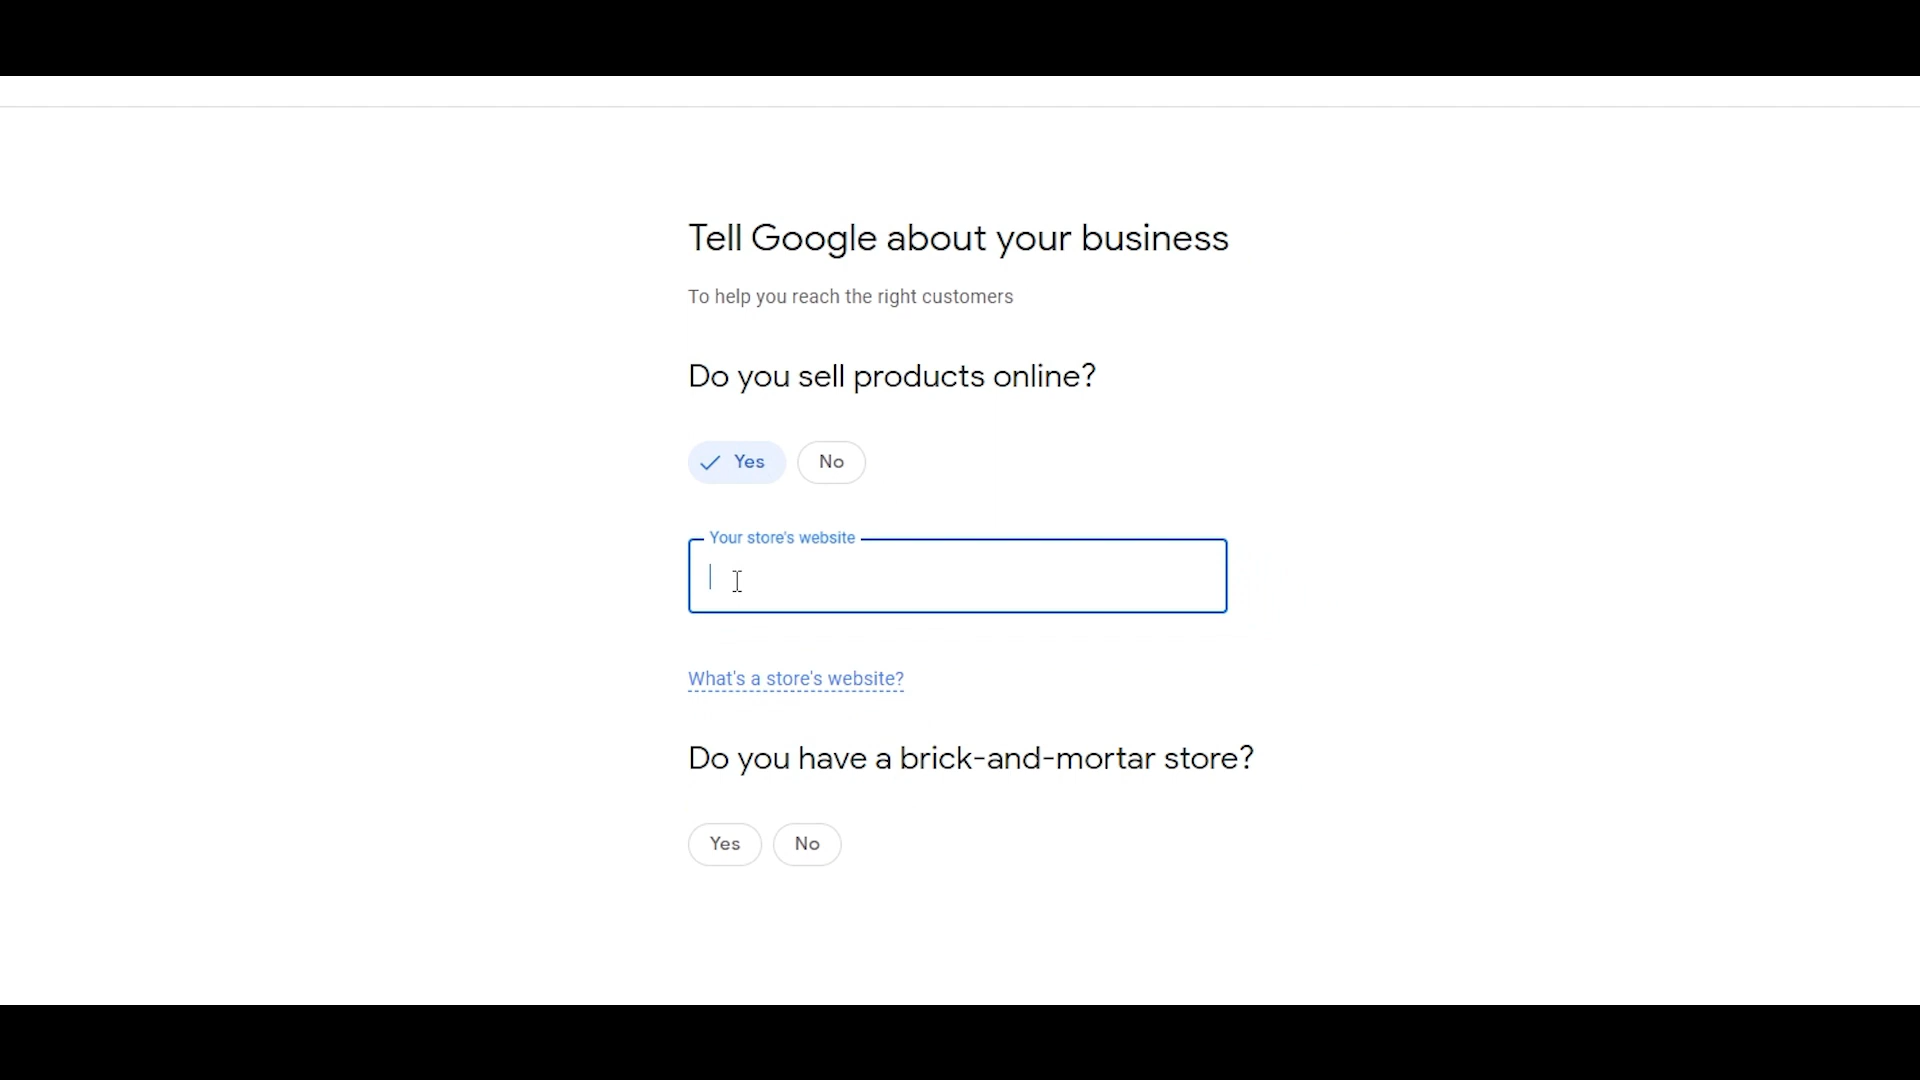 Tell Google about your business
To help you reach the right customers
Do you sell products online?
Yes No
Your store's website
What's a store's website?
Do you have a brick-and-mortar store?
Yes No